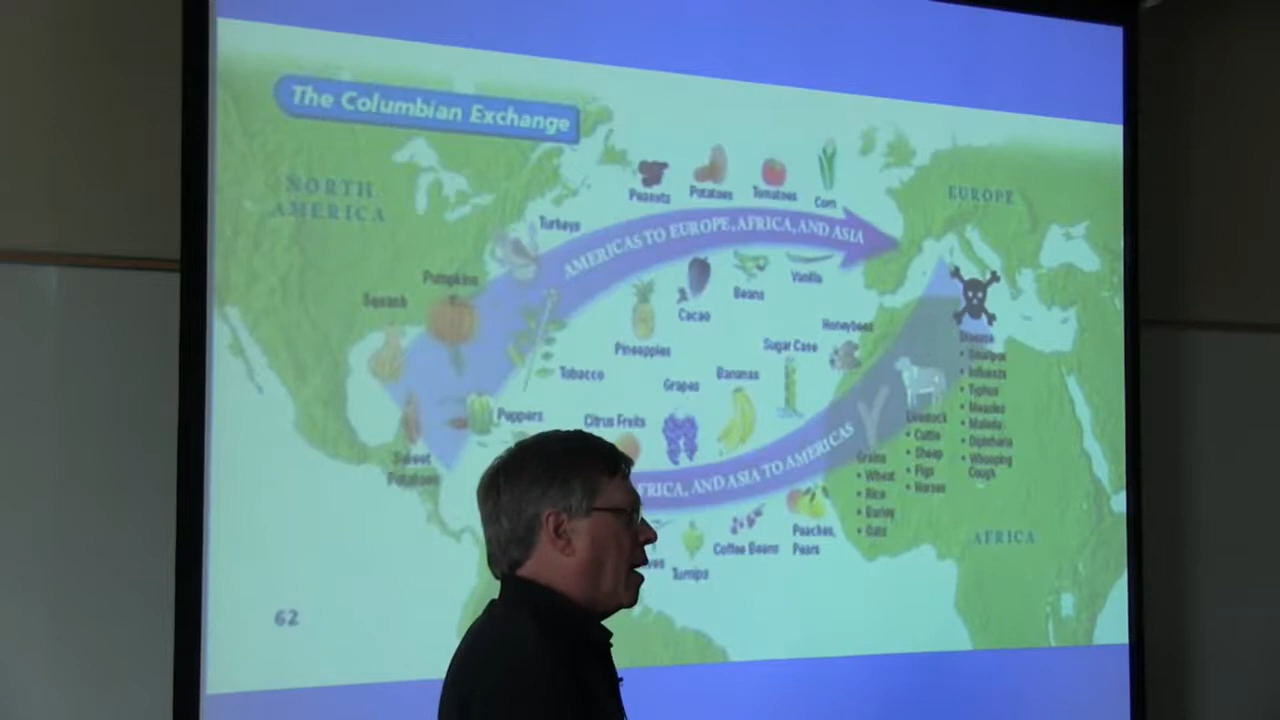 The Columbian Exchange
NORTH
AMERICA
EUROPE
Peanuts
Potatoes
Tomatoes
Corn
Turkeys
AMERICAS TO EUROPE, AFRICA, AND ASIA
Pumpkins
Squash
Cacao
Beans
Vanilla
Pineapples
Tobacco
Peppers
Sweet
Potatoes
Honeybees
Sugar Cane
Bananas
Grapes
Citrus Fruits
FRICA, AND ASIA TO AMERICAS
Disease
• Smallpox
• Influenza
• Typhus
• Measles
• Malaria
• Diphtheria
• Whooping
Cough
Livestock
• Cattle
• Sheep
• Pigs
• Horses
Grains
• Wheat
• Rice
• Barley
• Oats
Peaches,
Pears
Coffee Beans
Turnips
AFRICA
62